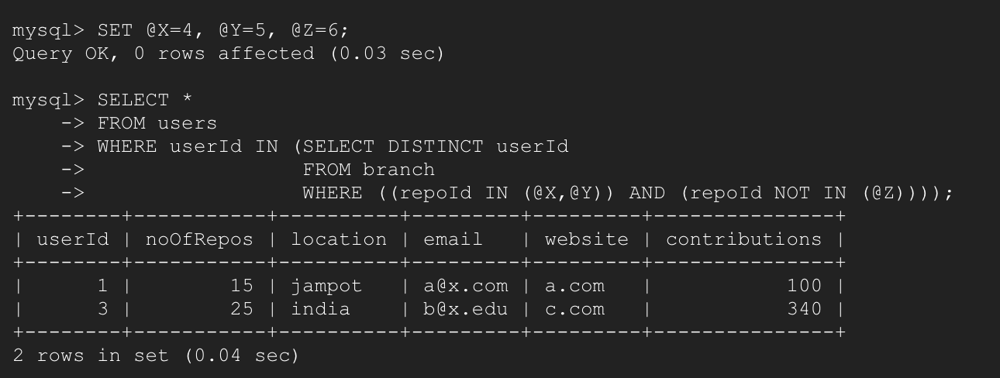 mysql> SET @X=4, @Y=5, @Z=6;
Query OK, 0 rows affected (0.03 sec)

mysql> SELECT *
    -> FROM users
    -> WHERE userId IN (SELECT DISTINCT userId
    ->                  FROM branch
    ->                  WHERE ((repoId IN (@X,@Y)) AND (repoId NOT IN (@Z))));
+--------+-----------+----------+---------+---------+---------------+
| userId | noOfRepos | location | email   | website | contributions |
+--------+-----------+----------+---------+---------+---------------+
|      1 |        15 | jampot   | a@x.com | a.com   |           100 |
|      3 |        25 | india    | b@x.edu | c.com   |           340 |
+--------+-----------+----------+---------+---------+---------------+
2 rows in set (0.04 sec)